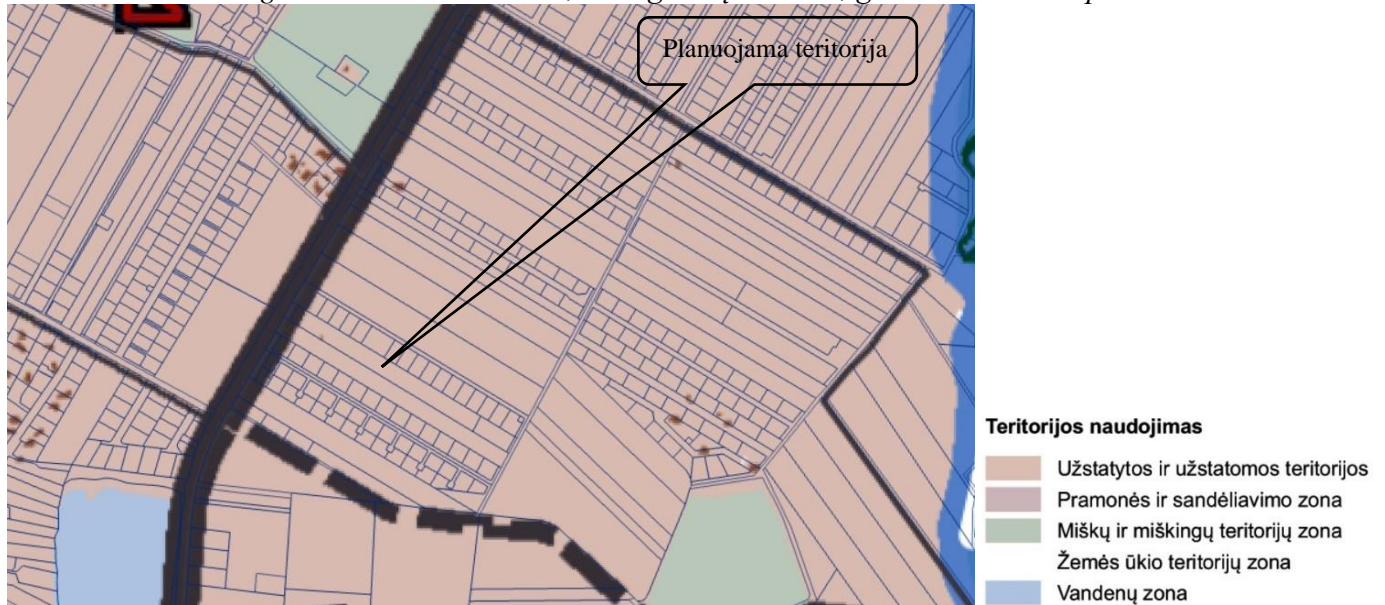 Planuojama teritorija
Teritorijos naudojimas
Užstatytos ir užstatomos teritorijos
Pramonės ir sandėliavimo zona
Miškų ir miškingų teritorijų zona
Žemės ūkio teritorijų zona
Vandenų zona